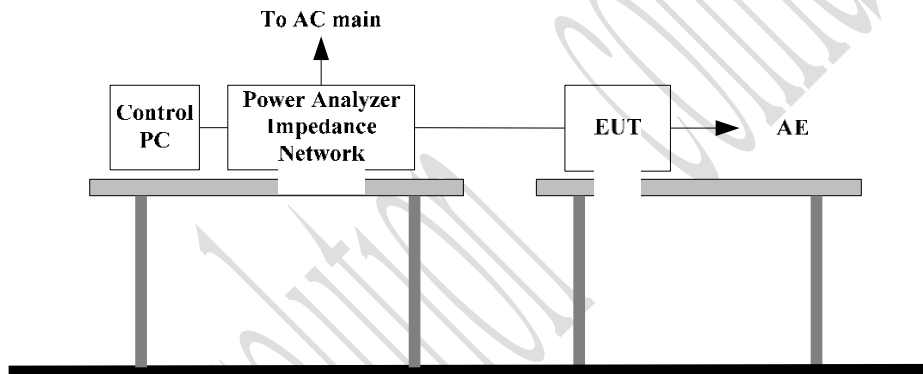 To AC main
Control
PC
Power Analyzer
Impedance
Network
EUT
AE